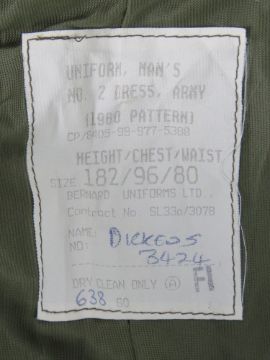 UNIFORM, MAN'S
NO. 2 DRESS, ARMY
(1980 PATTERN)
CP/8405-99-977-5388
HEIGHT/CHEST/WAIST
SIZE 182/96/80
BERNARD UNIFORMS LTD.,
Contract No. SL33a/3078
NAME: DICKENS
NO: 3424
DRY CLEAN ONLY (A)
638 GO